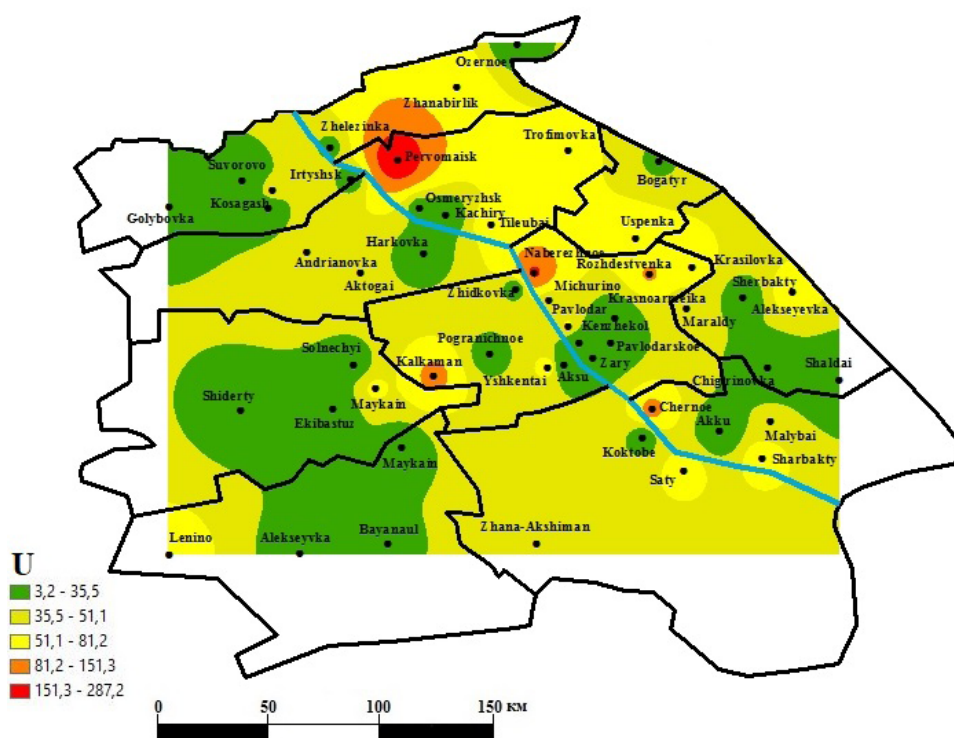 Ozernoe
Zhanabirlik
Zhelezinka
Trofimovka
Pervomaisk
Suvorovo
Irtyshsk
Bogatyr
Kosagash
Osmeryzhsk
Kachiry
Golybovka
Tileubai
Uspenka
Harkovka
Naberezhnoe
Andrianovka
Rozhdestvenka
Krasilovka
Aktogai
Sherbakty
Zhidkovka
Michurino
Krasnoarmeika
Alekseyevka
Pavlodar
Maraldy
Kenzhekol
Solnechyi
Pogranichnoe
Pavlodarskoe
Kalkaman
Zary
Shaldai
Yshkentai
Aksu
Chigirinovka
Shiderty
Maykain
Chernoe
Ekibastuz
Akku
Malybai
Maykain
Koktobe
Sharbakty
Saty
Lenino
Alekseyvka
Bayanaul
Zhana-Akshiman
U
3,2 - 35,5
35,5 - 51,1
51,1 - 81,2
81,2 - 151,3
151,3 - 287,2
0 50 100 150 км